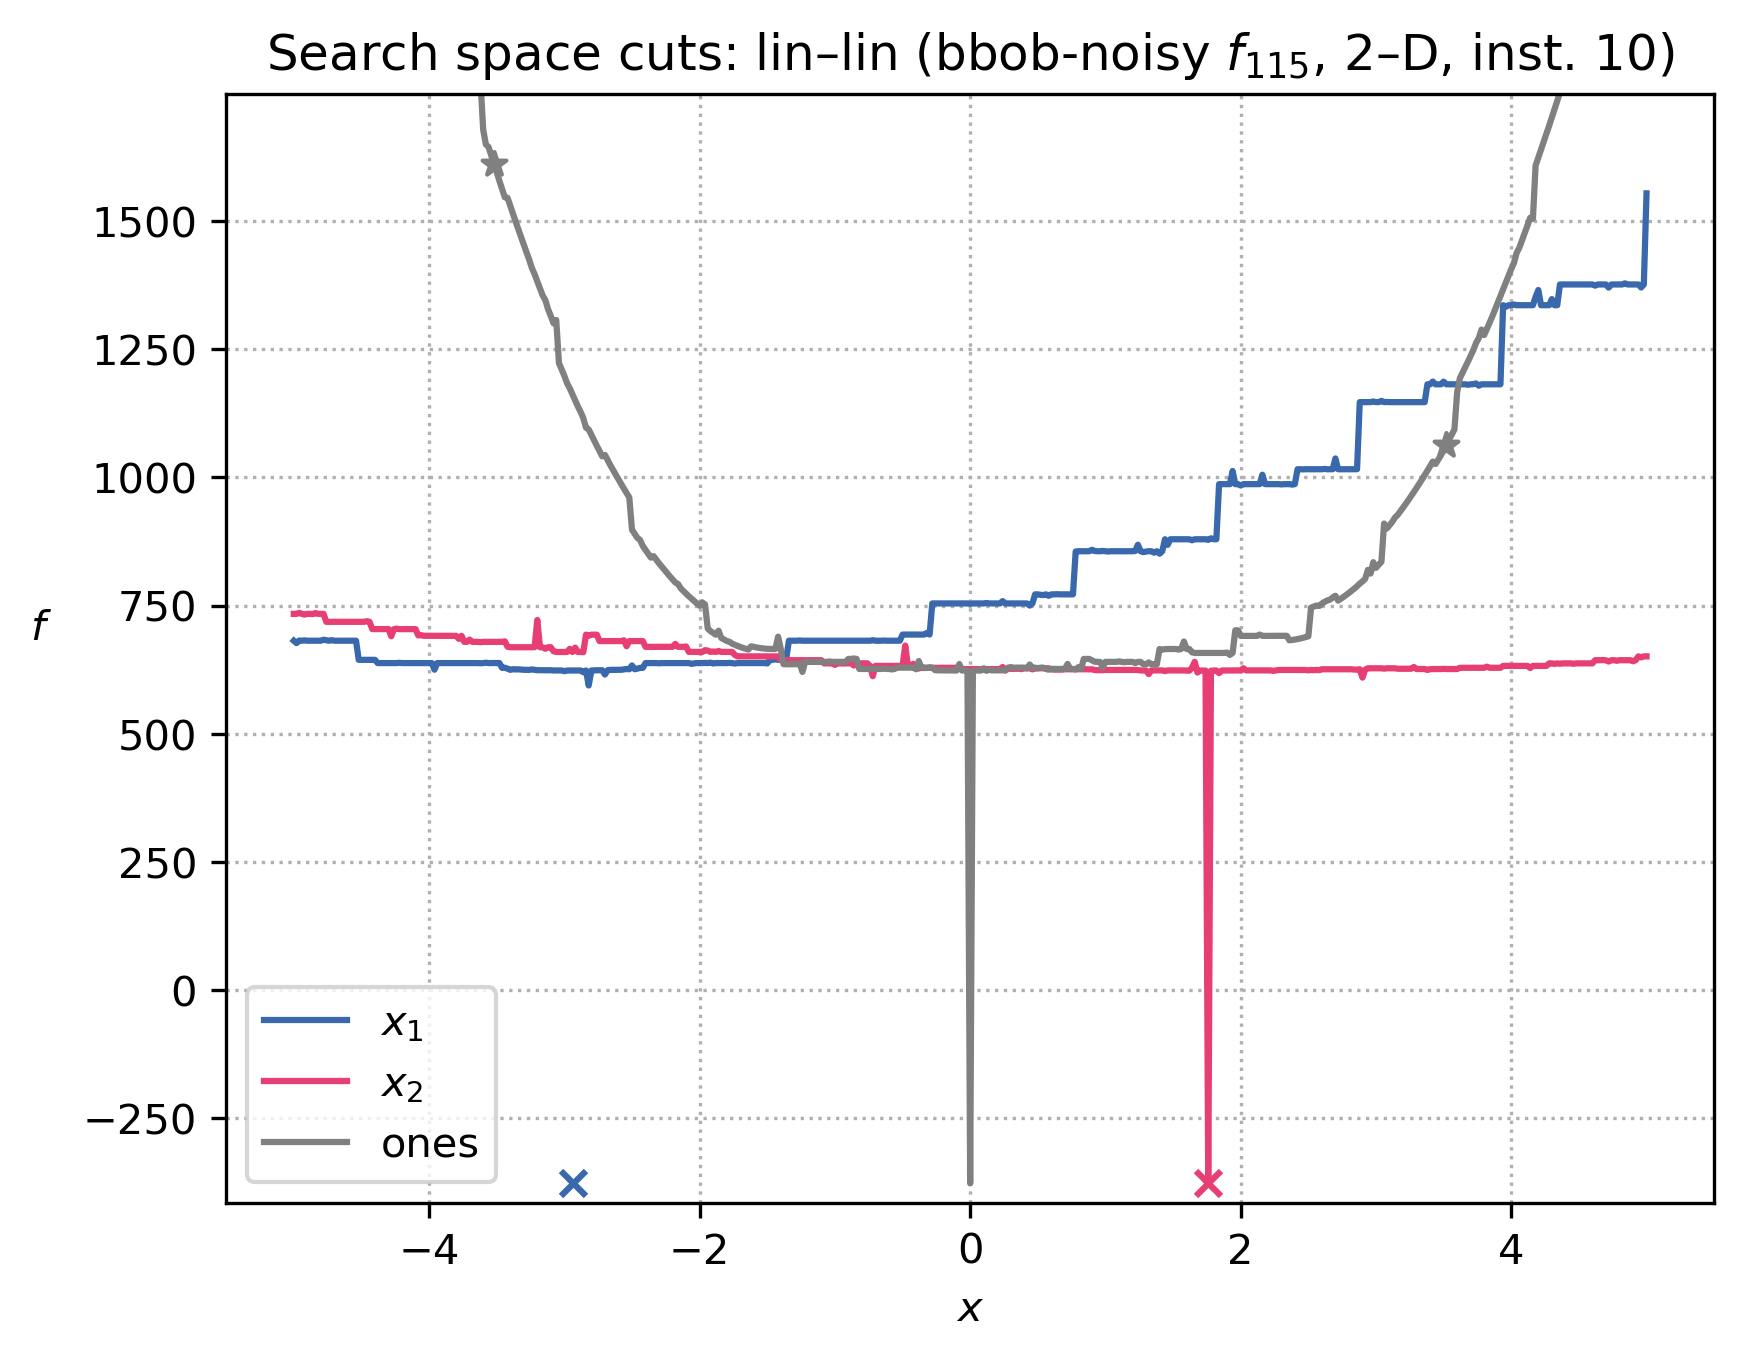 Search space cuts: lin–lin (bbob-noisy f₁₁₅, 2–D, inst. 10)
1500
1250
1000
750
500
250
0
−250
f
x₁
x₂
ones
−4
−2
0
2
4
x